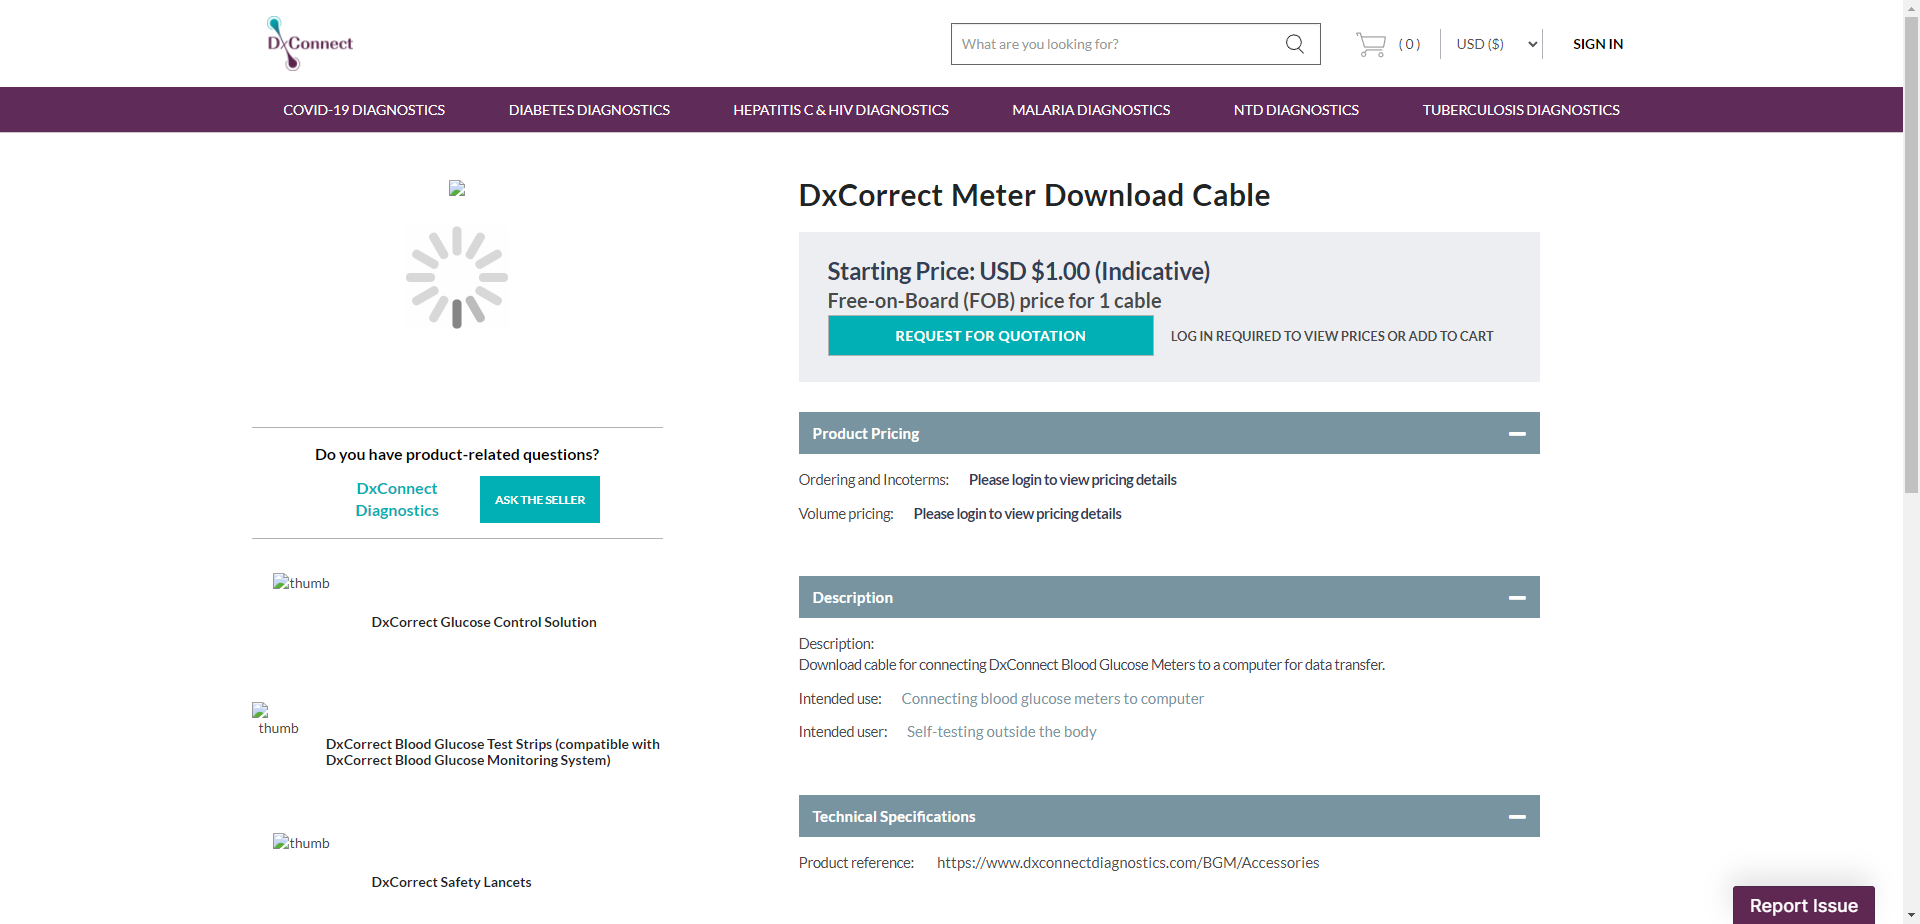 DxConnect
What are you looking for?
( 0 )
USD ($)
SIGN IN
COVID-19 DIAGNOSTICS
DIABETES DIAGNOSTICS
HEPATITIS C & HIV DIAGNOSTICS
MALARIA DIAGNOSTICS
NTD DIAGNOSTICS
TUBERCULOSIS DIAGNOSTICS
DxCorrect Meter Download Cable
Starting Price: USD $1.00 (Indicative)
Free-on-Board (FOB) price for 1 cable
REQUEST FOR QUOTATION
LOG IN REQUIRED TO VIEW PRICES OR ADD TO CART
Do you have product-related questions?
DxConnect
Diagnostics
ASK THE SELLER
thumb
DxCorrect Glucose Control Solution
thumb
DxCorrect Blood Glucose Test Strips (compatible with
DxCorrect Blood Glucose Monitoring System)
thumb
DxCorrect Safety Lancets
Product Pricing
Ordering and Incoterms: Please login to view pricing details
Volume pricing: Please login to view pricing details
Description
Description:
Download cable for connecting DxConnect Blood Glucose Meters to a computer for data transfer.
Intended use: Connecting blood glucose meters to computer
Intended user: Self-testing outside the body
Technical Specifications
Product reference: https://www.dxconnectdiagnostics.com/BGM/Accessories
Report Issue